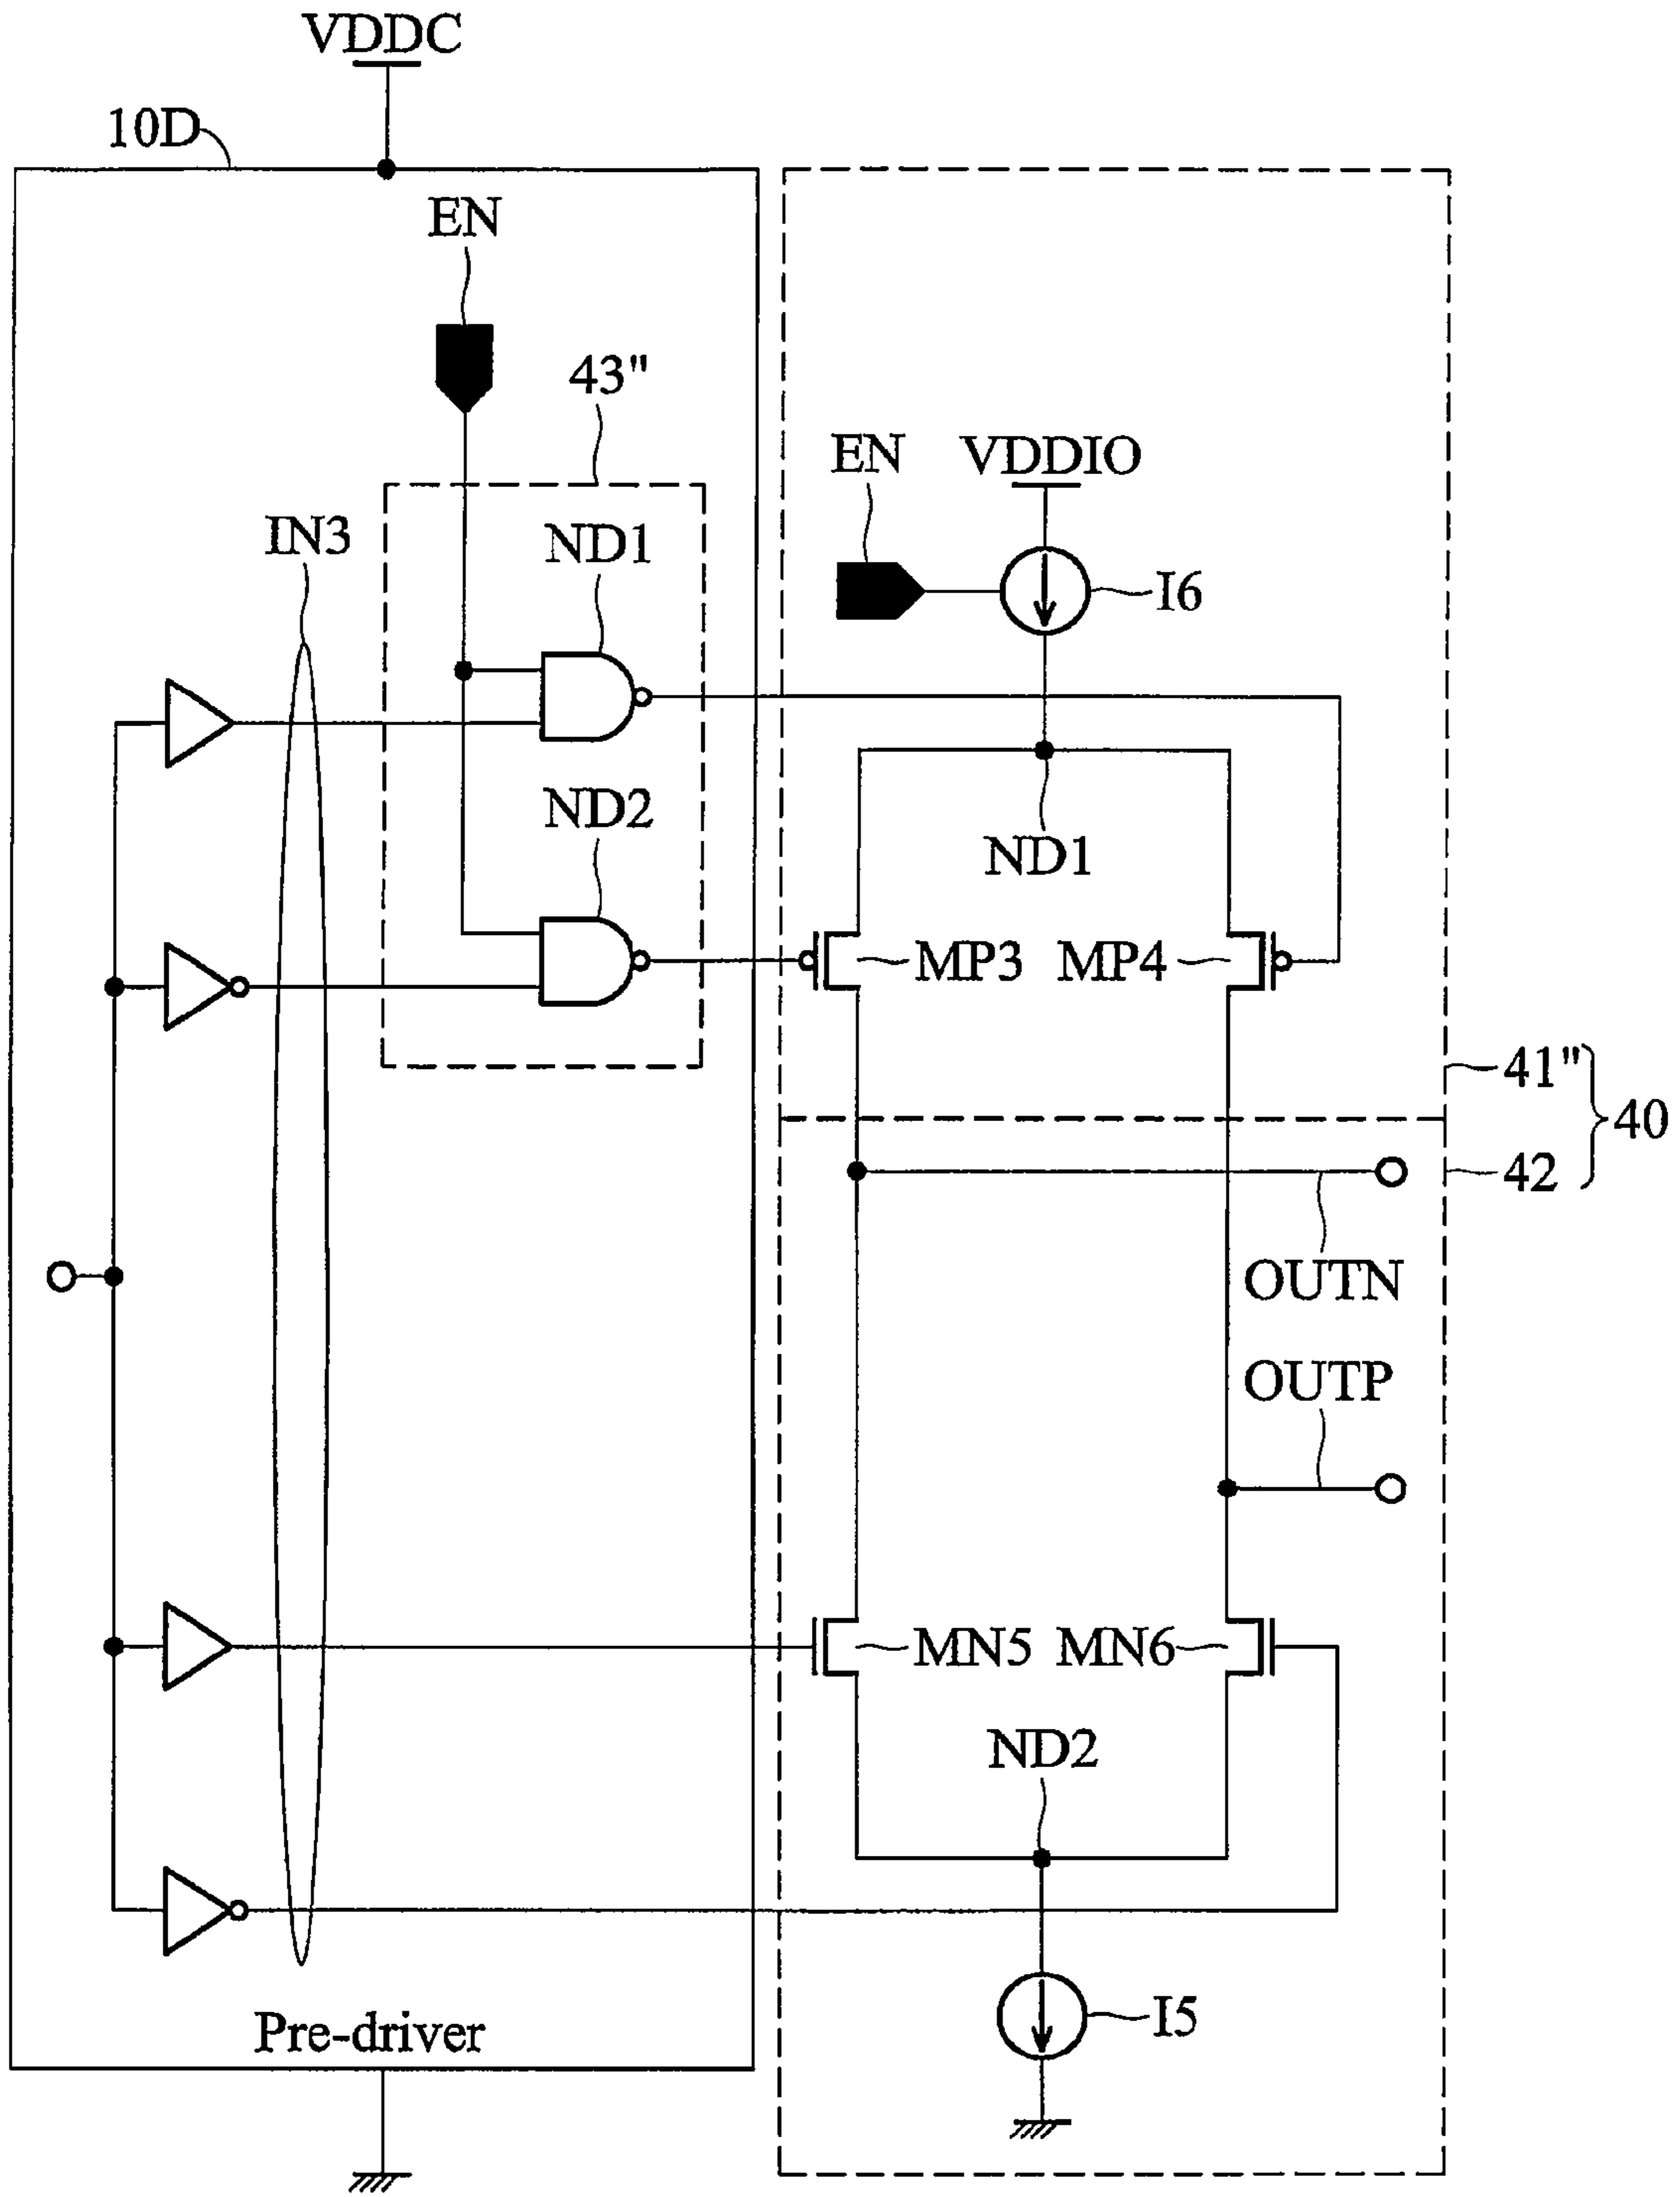 VDDC
10D
EN
43"
EN
VDDIO
IN3
ND1
I6
ND2
ND1
MP3
MP4
41"
40
42
OUTN
OUTP
MN5
MN6
ND2
I5
Pre-driver